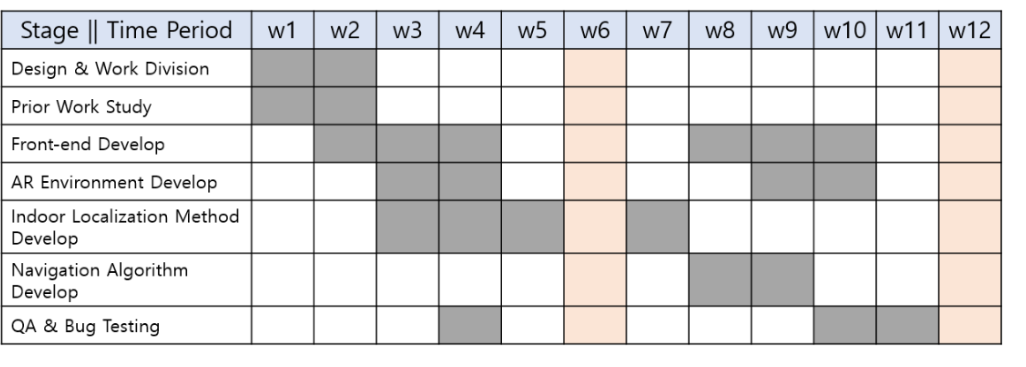 Stage || Time Period w1 w2 w3 w4 w5 w6 w7 w8 w9 w10 w11 w12
Design & Work Division
Prior Work Study
Front-end Develop
AR Environment Develop
Indoor Localization Method
Develop
Navigation Algorithm
Develop
QA & Bug Testing